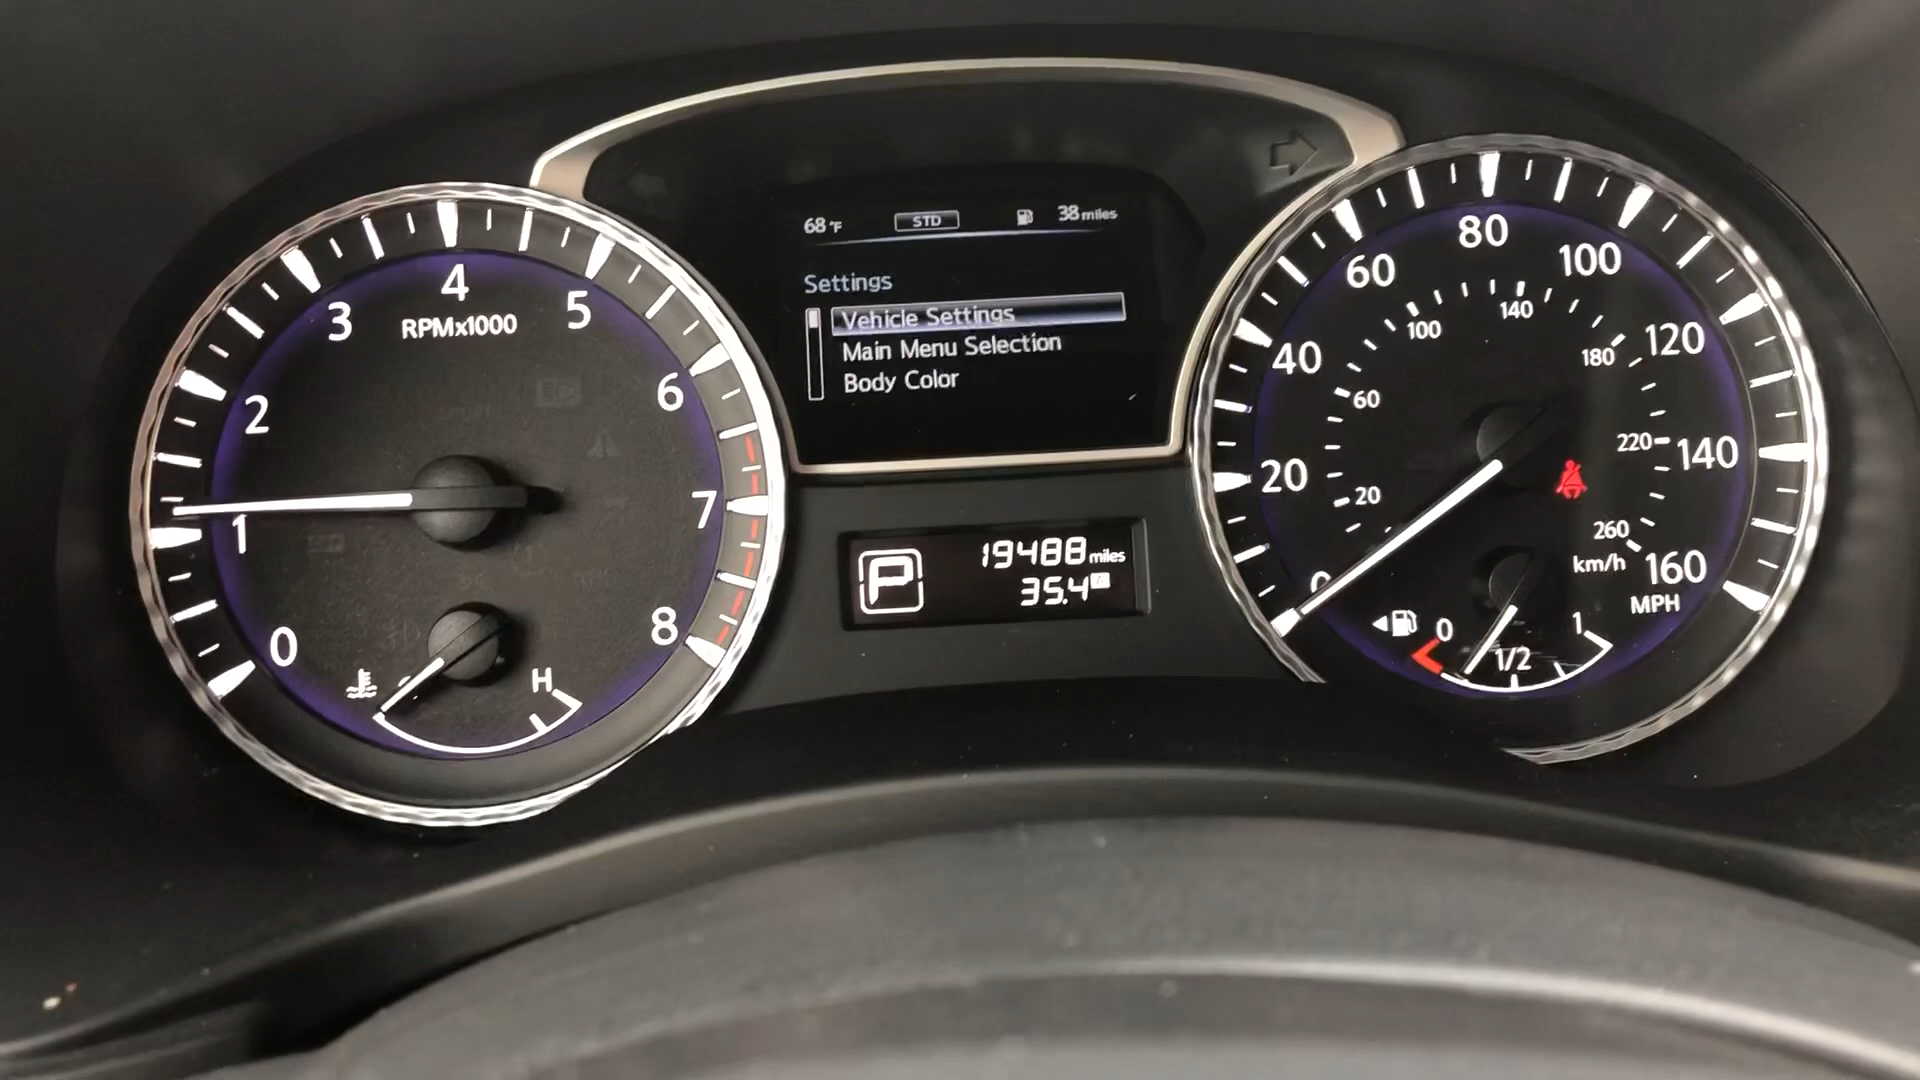 68°F STD 38 miles
Settings
Vehicle Settings
Main Menu Selection
Body Color
0 1 2 3 4 5 6 7 8
RPMx1000
H
P
19488 miles
35.4 A
0 20 40 60 80 100 120 140 160
MPH
20 60 100 140 180 220 260
km/h
0 1/2 1